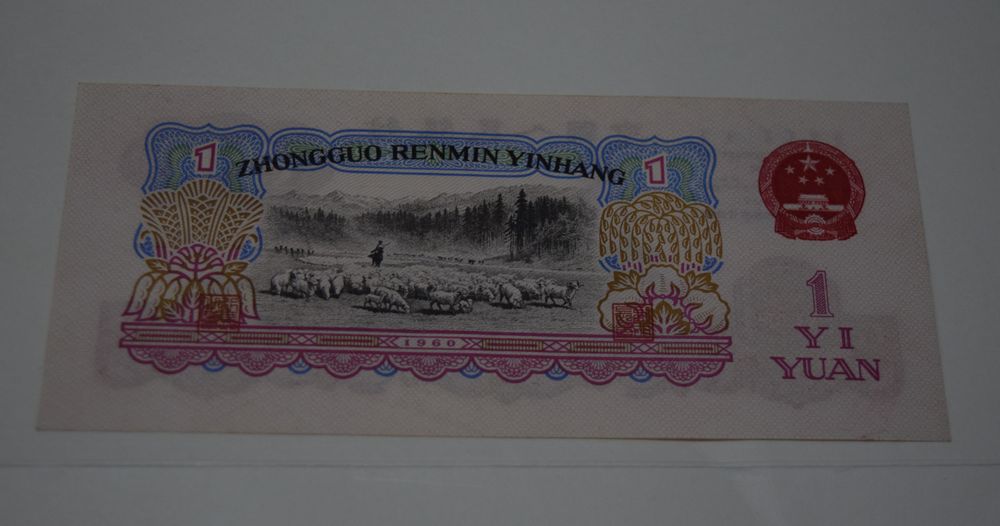 1
ZHONGGUO RENMIN YINHANG
1
1960
1
YI
YUAN